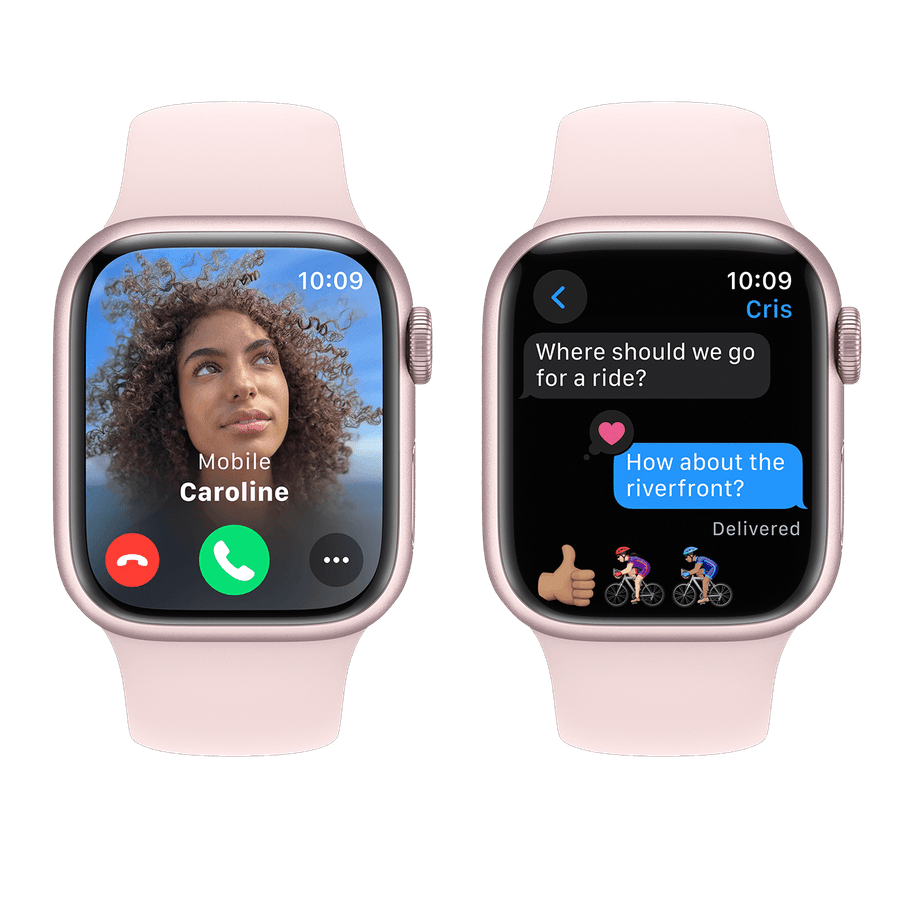 10:09
Mobile
Caroline
10:09
Cris
Where should we go
for a ride?
How about the
riverfront?
Delivered